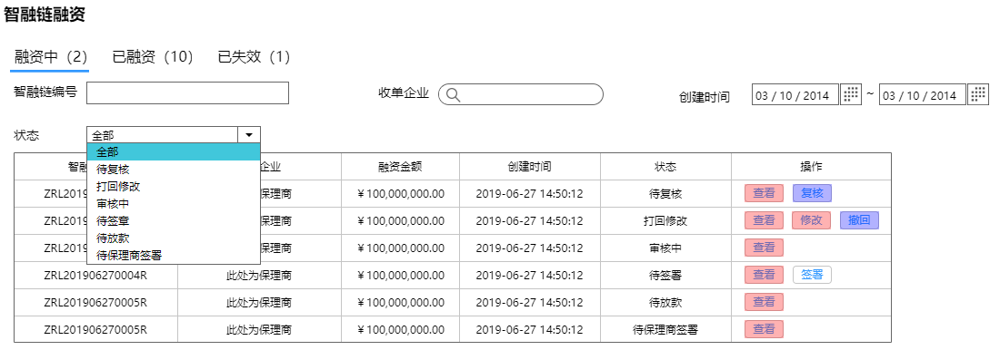 智融链融资
融资中（2） 已融资（10） 已失效（1）
智融链编号 收单企业 创建时间 03 / 10 / 2014 ~ 03 / 10 / 2014
状态 全部
全部
待复核
打回修改
审核中
待签章
待放款
待保理商签署
智融 企业 融资金额 创建时间 状态 操作
ZRL2019 保理商 ￥100,000,000.00 2019-06-27 14:50:12 待复核 查看 复核
ZRL2019 保理商 ￥100,000,000.00 2019-06-27 14:50:12 打回修改 查看 修改 撤回
ZRL2019 保理商 ￥100,000,000.00 2019-06-27 14:50:12 审核中 查看
ZRL201906270004R 此处为保理商 ￥100,000,000.00 2019-06-27 14:50:12 待签署 查看 签署
ZRL201906270005R 此处为保理商 ￥100,000,000.00 2019-06-27 14:50:12 待放款 查看
ZRL201906270005R 此处为保理商 ￥100,000,000.00 2019-06-27 14:50:12 待保理商签署 查看